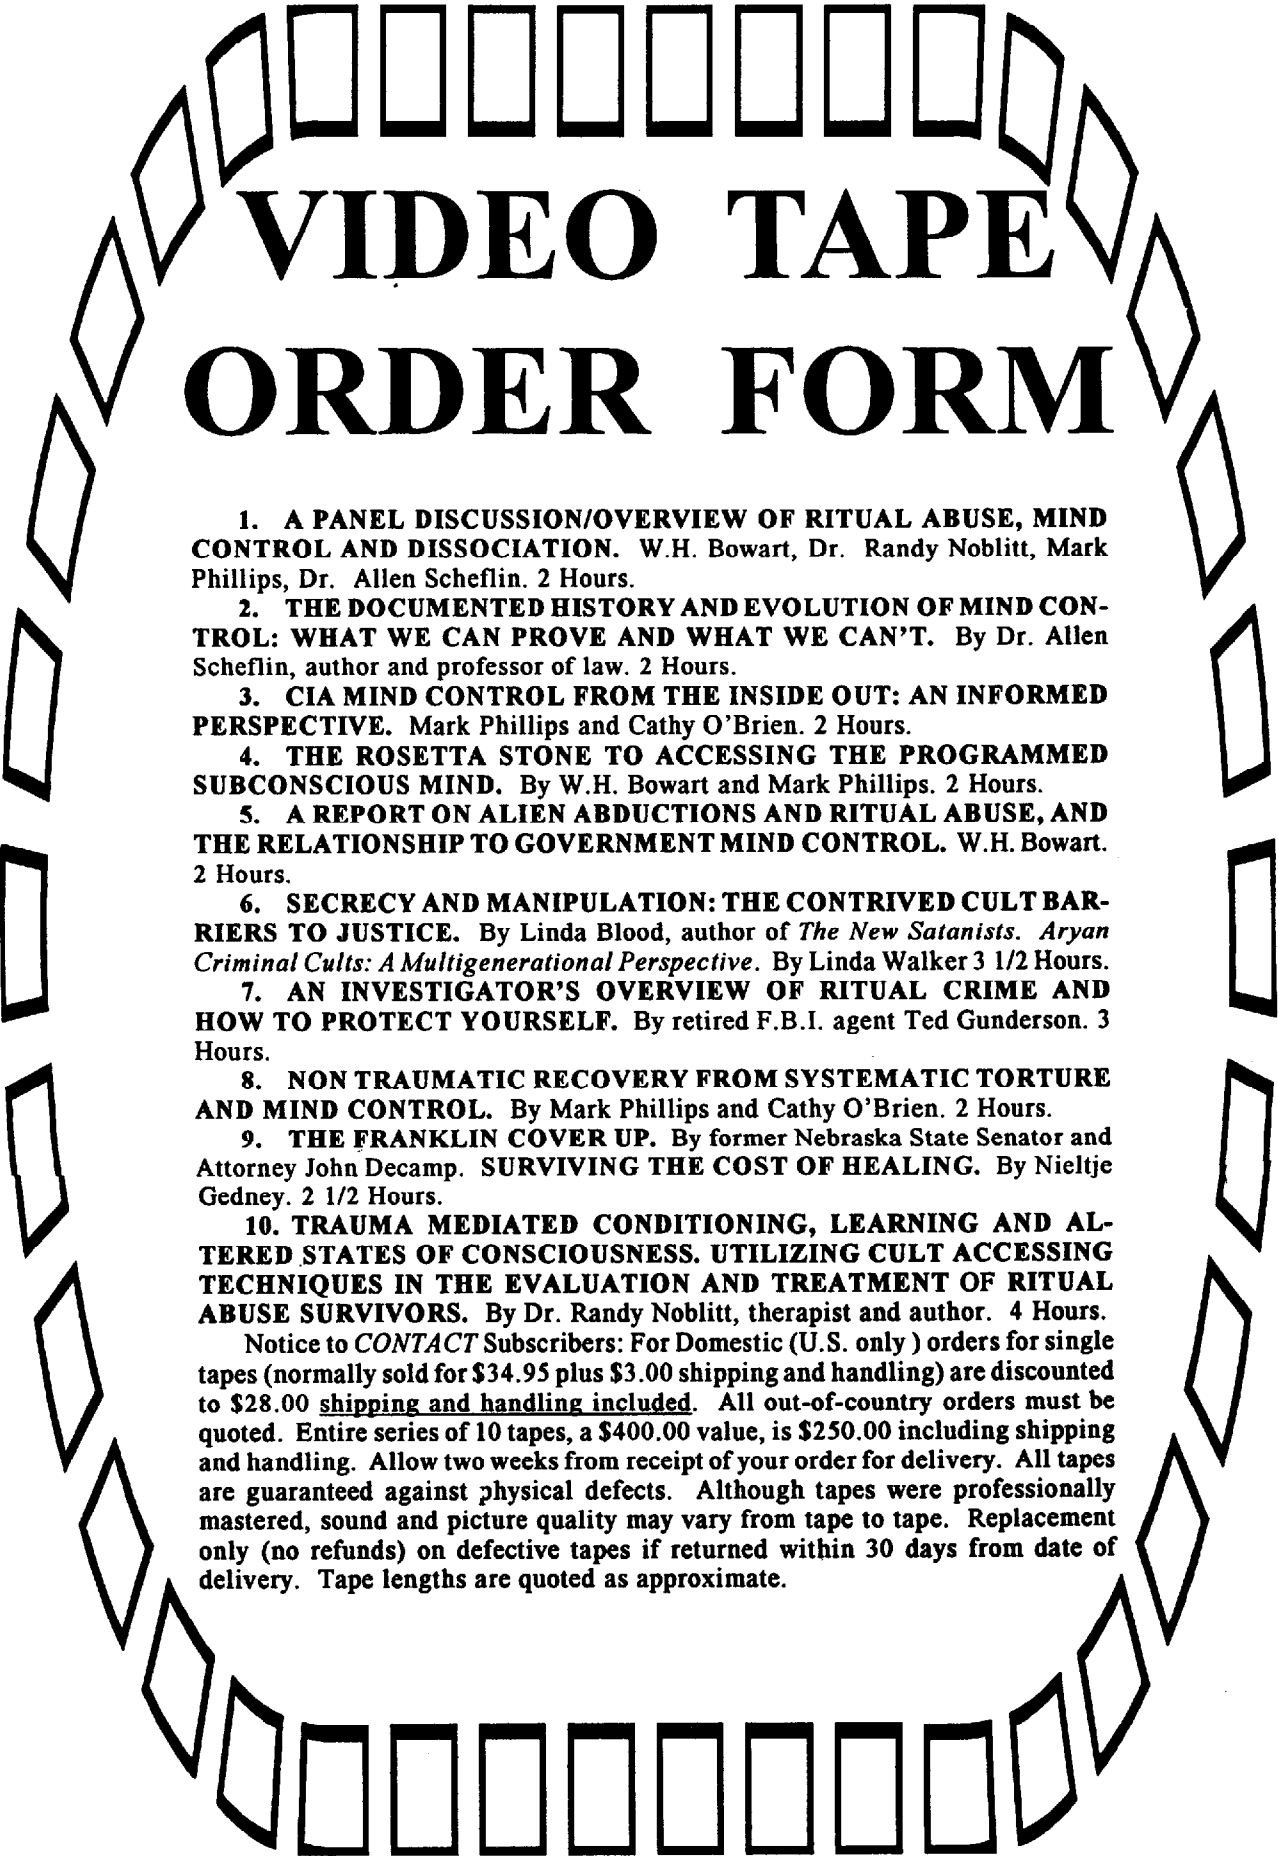 VIDEO TAPE
ORDER FORM
1. A PANEL DISCUSSION/OVERVIEW OF RITUAL ABUSE, MIND
CONTROL AND DISSOCIATION. W.H. Bowart, Dr. Randy Noblitt, Mark
Phillips, Dr. Allen Scheflin. 2 Hours.
2. THE DOCUMENTED HISTORY AND EVOLUTION OF MIND CON-
TROL: WHAT WE CAN PROVE AND WHAT WE CAN'T. By Dr. Allen
Scheflin, author and professor of law. 2 Hours.
3. CIA MIND CONTROL FROM THE INSIDE OUT: AN INFORMED
PERSPECTIVE. Mark Phillips and Cathy O'Brien. 2 Hours.
4. THE ROSETTA STONE TO ACCESSING THE PROGRAMMED
SUBCONSCIOUS MIND. By W.H. Bowart and Mark Phillips. 2 Hours.
5. A REPORT ON ALIEN ABDUCTIONS AND RITUAL ABUSE, AND
THE RELATIONSHIP TO GOVERNMENT MIND CONTROL. W.H. Bowart.
2 Hours.
6. SECRECY AND MANIPULATION: THE CONTRIVED CULT BAR-
RIERS TO JUSTICE. By Linda Blood, author of The New Satanists. Aryan
Criminal Cults: A Multigenerational Perspective. By Linda Walker 3 1/2 Hours.
7. AN INVESTIGATOR'S OVERVIEW OF RITUAL CRIME AND
HOW TO PROTECT YOURSELF. By retired F.B.I. agent Ted Gunderson. 3
Hours.
8. NON TRAUMATIC RECOVERY FROM SYSTEMATIC TORTURE
AND MIND CONTROL. By Mark Phillips and Cathy O'Brien. 2 Hours.
9. THE FRANKLIN COVER UP. By former Nebraska State Senator and
Attorney John Decamp. SURVIVING THE COST OF HEALING. By Nieltje
Gedney. 2 1/2 Hours.
10. TRAUMA MEDIATED CONDITIONING, LEARNING AND AL-
TERED STATES OF CONSCIOUSNESS. UTILIZING CULT ACCESSING
TECHNIQUES IN THE EVALUATION AND TREATMENT OF RITUAL
ABUSE SURVIVORS. By Dr. Randy Noblitt, therapist and author. 4 Hours.
Notice to CONTACT Subscribers: For Domestic (U.S. only ) orders for single
tapes (normally sold for $34.95 plus $3.00 shipping and handling) are discounted
to $28.00 shipping and handling included. All out-of-country orders must be
quoted. Entire series of 10 tapes, a $400.00 value, is $250.00 including shipping
and handling. Allow two weeks from receipt of your order for delivery. All tapes
are guaranteed against physical defects. Although tapes were professionally
mastered, sound and picture quality may vary from tape to tape. Replacement
only (no refunds) on defective tapes if returned within 30 days from date of
delivery. Tape lengths are quoted as approximate.